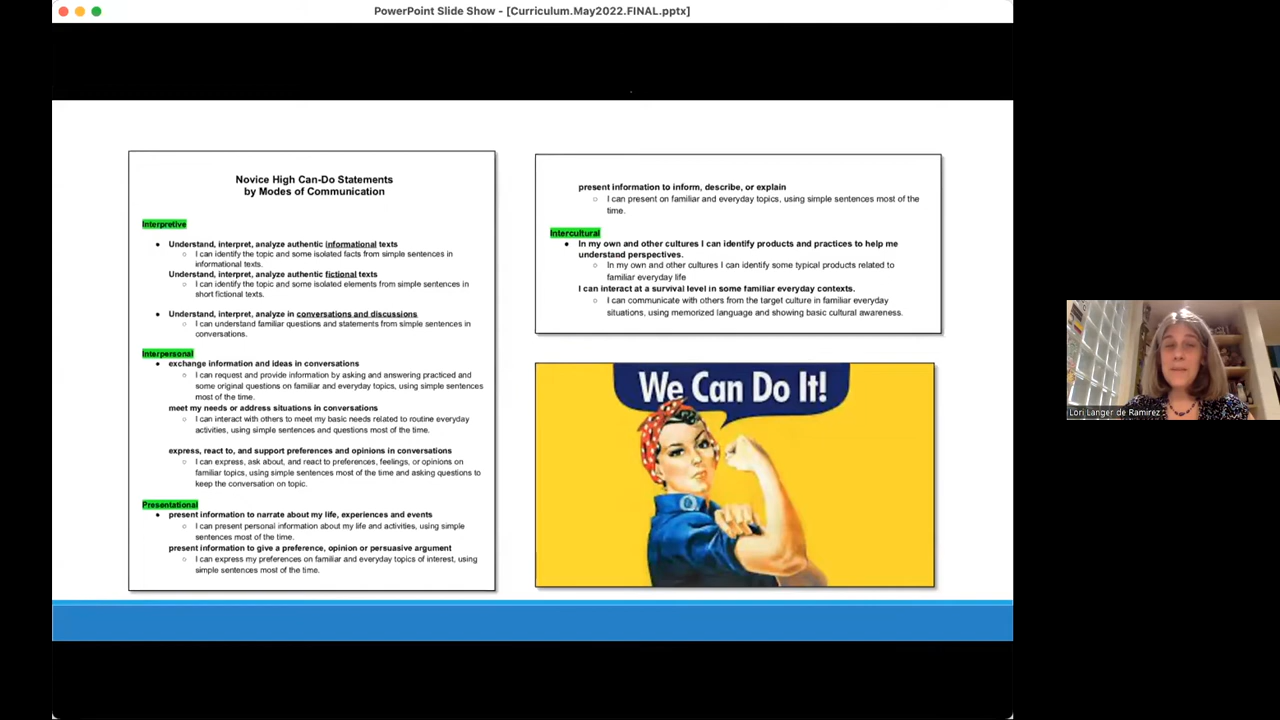 PowerPoint Slide Show - [Curriculum.May2022.FINAL.pptx]
Novice High Can-Do Statements
by Modes of Communication
Interpretive
● Understand, interpret, analyze authentic informational texts
○ I can identify the topic and some isolated facts from simple sentences in
informational texts.
Understand, interpret, analyze authentic fictional texts
○ I can identify the topic and some isolated elements from simple sentences in
short fictional texts.
● Understand, interpret, analyze in conversations and discussions
○ I can understand familiar questions and statements from simple sentences in
conversations.
Interpersonal
● exchange information and ideas in conversations
○ I can request and provide information by asking and answering practiced and
some original questions on familiar and everyday topics, using simple sentences
most of the time.
meet my needs or address situations in conversations
○ I can interact with others to meet my basic needs related to routine everyday
activities, using simple sentences and questions most of the time.
express, react to, and support preferences and opinions in conversations
○ I can express, ask about, and react to preferences, feelings, or opinions on
familiar topics, using simple sentences most of the time and asking questions to
keep the conversation on topic.
Presentational
● present information to narrate about my life, experiences and events
○ I can present personal information about my life and activities, using simple
sentences most of the time.
present information to give a preference, opinion or persuasive argument
○ I can express my preferences on familiar and everyday topics of interest, using
simple sentences most of the time.
present information to inform, describe, or explain
○ I can present on familiar and everyday topics, using simple sentences most of the
time.
Intercultural
● In my own and other cultures I can identify products and practices to help me
understand perspectives.
○ In my own and other cultures I can identify some typical products related to
familiar everyday life
I can interact at a survival level in some familiar everyday contexts.
○ I can communicate with others from the target culture in familiar everyday
situations, using memorized language and showing basic cultural awareness.
We Can Do It!
Lori Langer de Ramirez